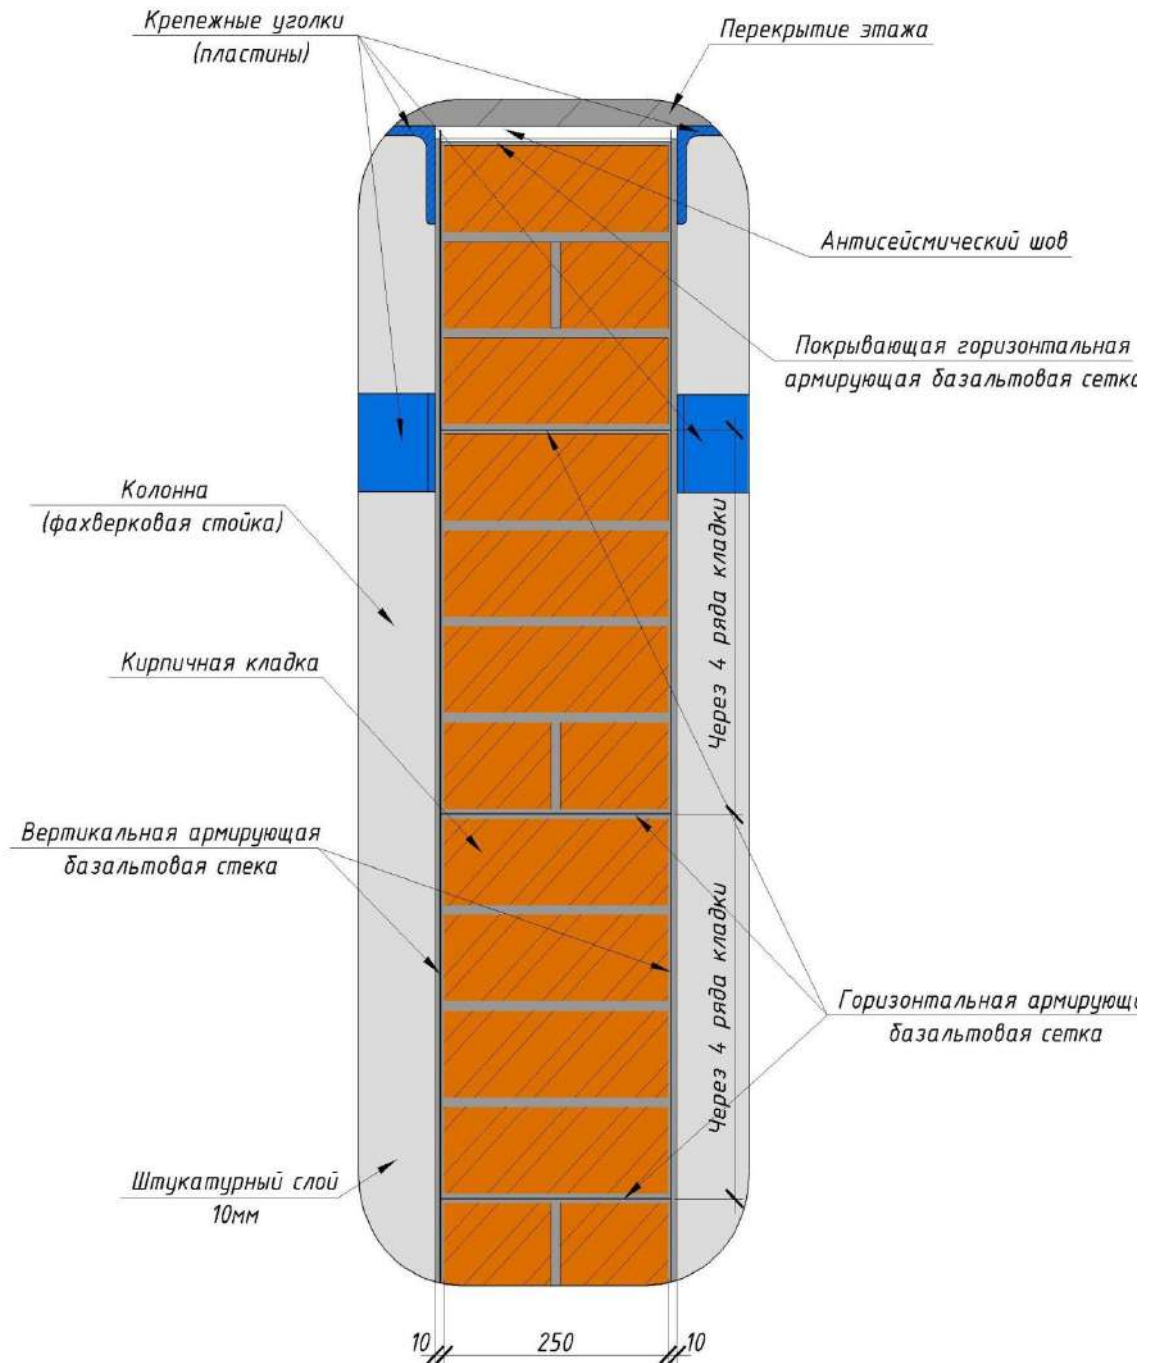 Крепежные уголки
(пластины)
Перекрытие этажа
Антисейсмический шов
Покрывающая горизонтальная
армирующая базальтовая сетка
Колонна
(фахверковая стойка)
Через 4 ряда кладки
Кирпичная кладка
Вертикальная армирующая
базальтовая стека
Через 4 ряда кладки
Горизонтальная армирующа
базальтовая сетка
Штукатурный слой
10мм
10 250 10